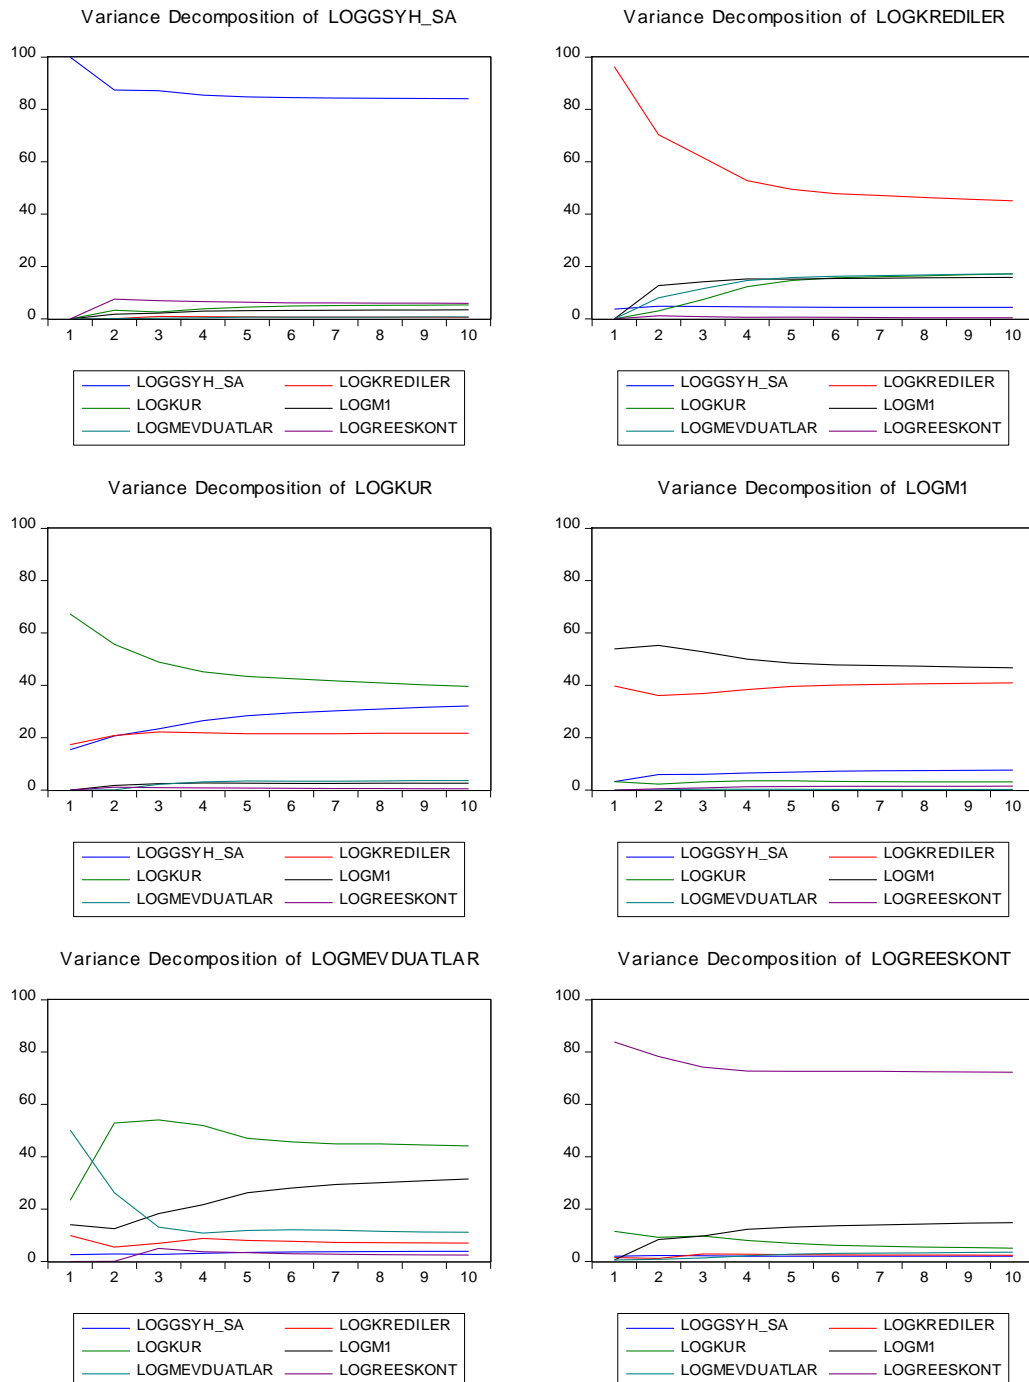 Variance Decomposition of LOGGSYH_SA
100
80
60
40
20
0
1 2 3 4 5 6 7 8 9 10
LOGGSYH_SA LOGKREDILER
LOGKUR LOGM1
LOGMEVDUATLAR LOGREESKONT
Variance Decomposition of LOGKREDILER
100
80
60
40
20
0
1 2 3 4 5 6 7 8 9 10
LOGGSYH_SA LOGKREDILER
LOGKUR LOGM1
LOGMEVDUATLAR LOGREESKONT
Variance Decomposition of LOGKUR
100
80
60
40
20
0
1 2 3 4 5 6 7 8 9 10
LOGGSYH_SA LOGKREDILER
LOGKUR LOGM1
LOGMEVDUATLAR LOGREESKONT
Variance Decomposition of LOGM1
100
80
60
40
20
0
1 2 3 4 5 6 7 8 9 10
LOGGSYH_SA LOGKREDILER
LOGKUR LOGM1
LOGMEVDUATLAR LOGREESKONT
Variance Decomposition of LOGMEVDUATLAR
100
80
60
40
20
0
1 2 3 4 5 6 7 8 9 10
LOGGSYH_SA LOGKREDILER
LOGKUR LOGM1
LOGMEVDUATLAR LOGREESKONT
Variance Decomposition of LOGREESKONT
100
80
60
40
20
0
1 2 3 4 5 6 7 8 9 10
LOGGSYH_SA LOGKREDILER
LOGKUR LOGM1
LOGMEVDUATLAR LOGREESKONT